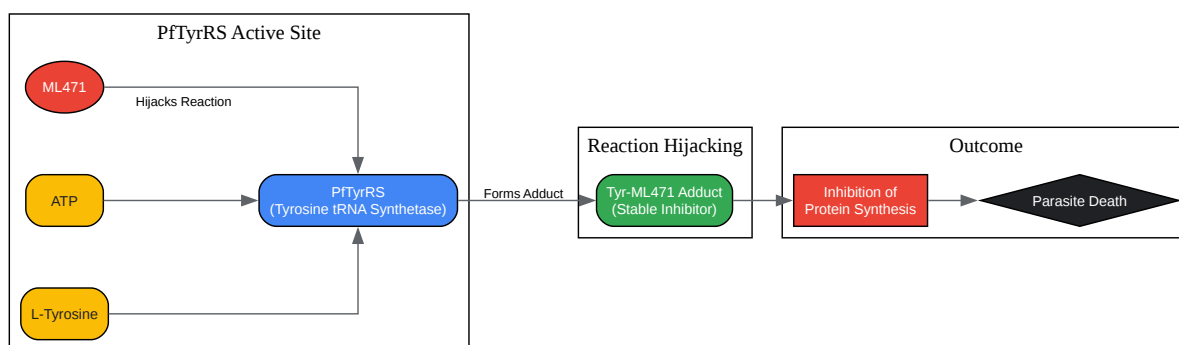 PfTyrRS Active Site
ML471
Hijacks Reaction
ATP
PfTyrRS
(Tyrosine tRNA Synthetase)
L-Tyrosine
Forms Adduct
Reaction Hijacking
Tyr-ML471 Adduct
(Stable Inhibitor)
Outcome
Inhibition of
Protein Synthesis
Parasite Death